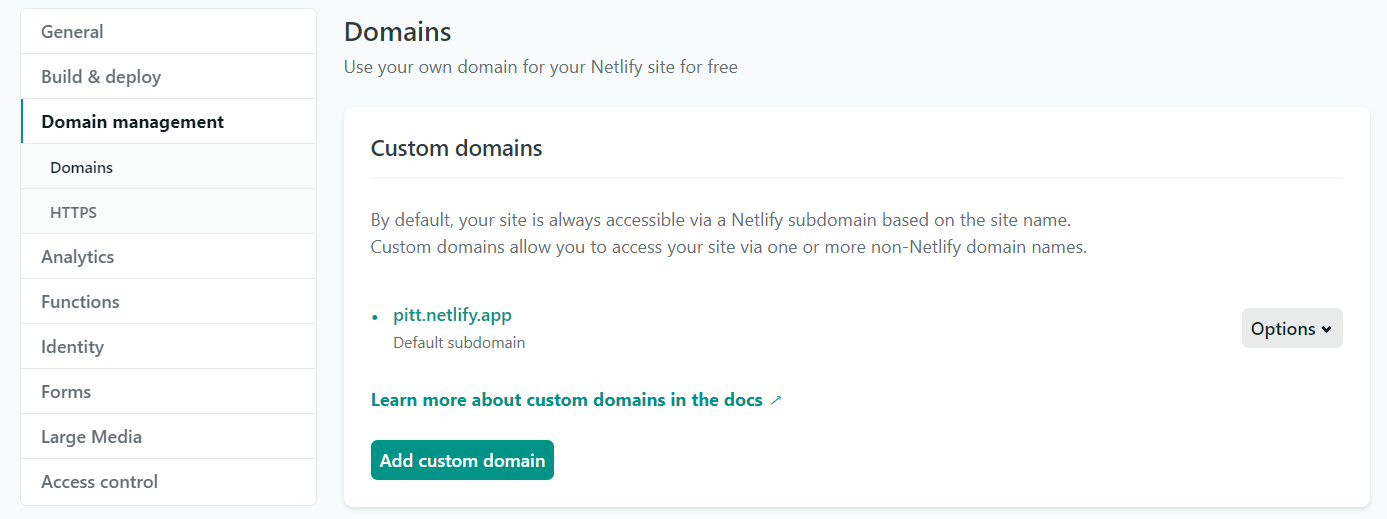 General
Build & deploy
Domain management
Domains
HTTPS
Analytics
Functions
Identity
Forms
Large Media
Access control
Domains
Use your own domain for your Netlify site for free
Custom domains
By default, your site is always accessible via a Netlify subdomain based on the site name.
Custom domains allow you to access your site via one or more non-Netlify domain names.
pitt.netlify.app
Default subdomain
Options
Learn more about custom domains in the docs ↗
Add custom domain